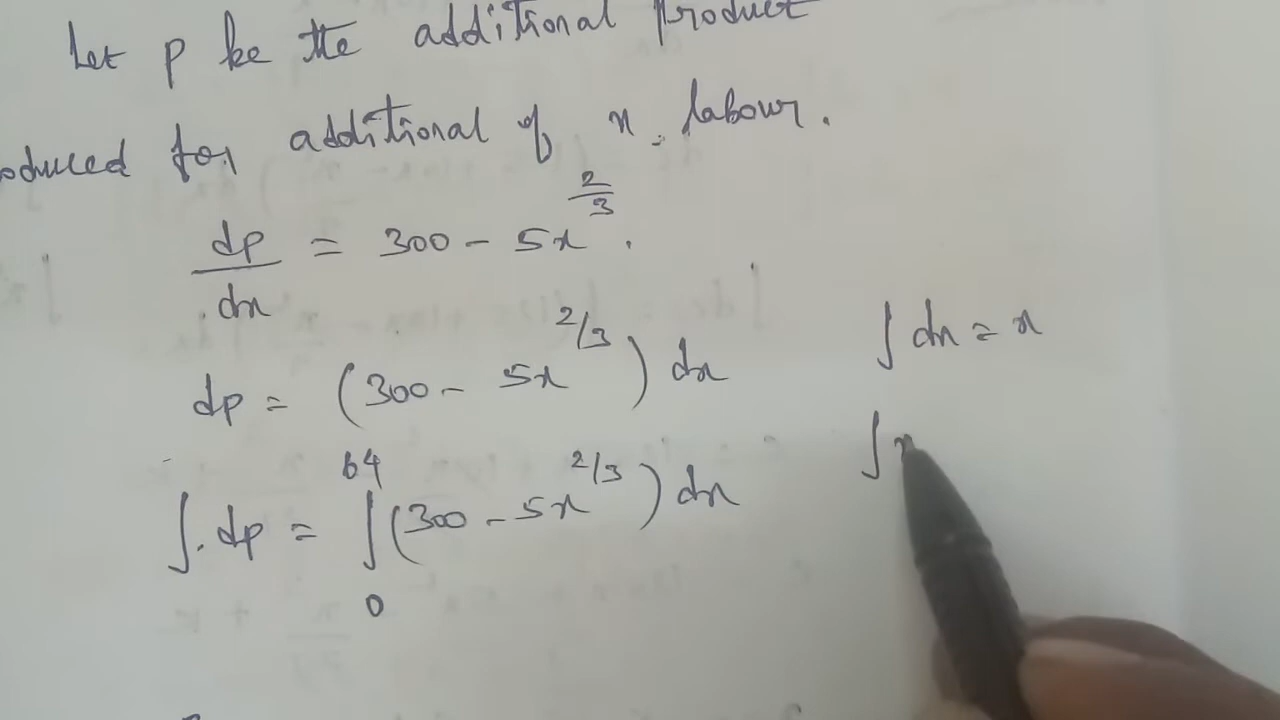 Let p be the additional product
oduced for additional of x labour.
dp/dx = 300 - 5x^2/3.
dp = (300 - 5x^2/3) dx
∫ dx = x
∫. dp = ∫_0^64 (300 - 5x^2/3) dx
∫ x